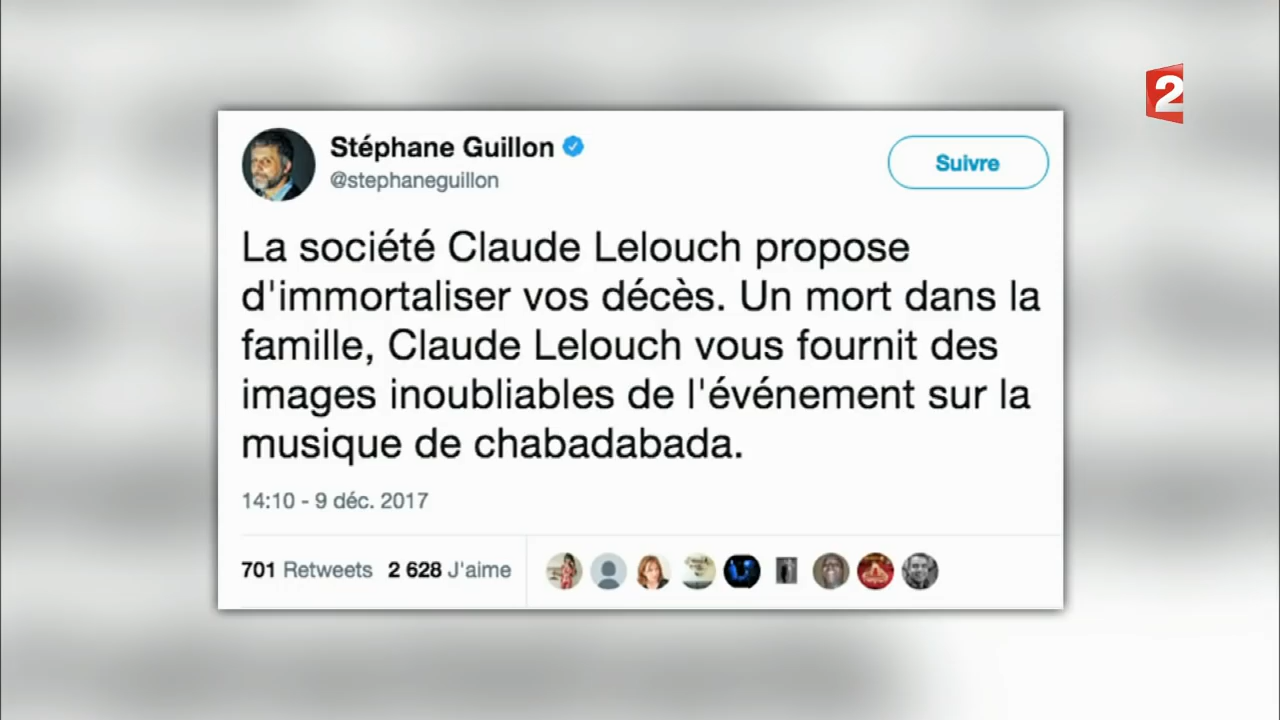 2
Stéphane Guillon
@stephaneguillon
Suivre
La société Claude Lelouch propose
d'immortaliser vos décès. Un mort dans la
famille, Claude Lelouch vous fournit des
images inoubliables de l'événement sur la
musique de chabadabada.
14:10 - 9 déc. 2017
701 Retweets 2 628 J'aime